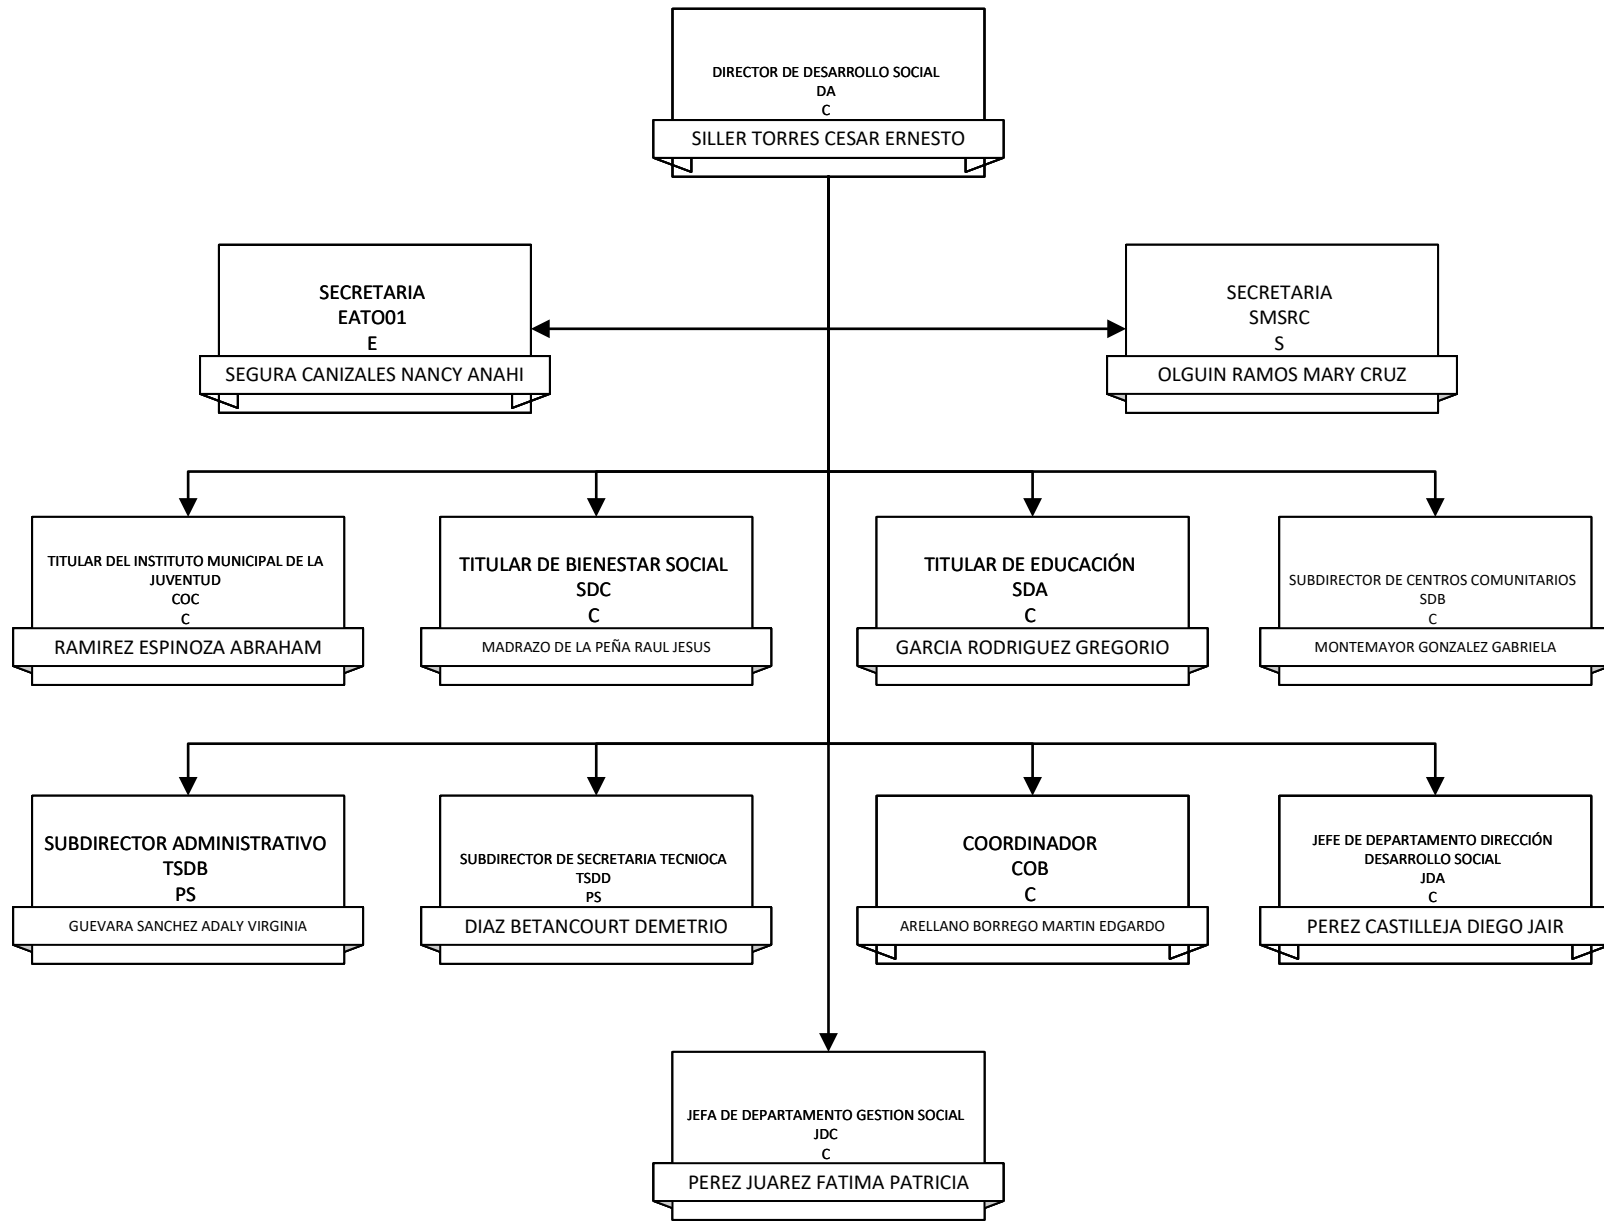 DIRECTOR DE DESARROLLO SOCIAL
DA
C
SILLER TORRES CESAR ERNESTO
SECRETARIA
EATO01
E
SEGURA CANIZALES NANCY ANAHI
SECRETARIA
SMSRC
S
OLGUIN RAMOS MARY CRUZ
TITULAR DEL INSTITUTO MUNICIPAL DE LA
JUVENTUD
COC
C
RAMIREZ ESPINOZA ABRAHAM
TITULAR DE BIENESTAR SOCIAL
SDC
C
MADRAZO DE LA PEÑA RAUL JESUS
TITULAR DE EDUCACIÓN
SDA
C
GARCIA RODRIGUEZ GREGORIO
SUBDIRECTOR DE CENTROS COMUNITARIOS
SDB
C
MONTEMAYOR GONZALEZ GABRIELA
SUBDIRECTOR ADMINISTRATIVO
TSDB
PS
GUEVARA SANCHEZ ADALY VIRGINIA
SUBDIRECTOR DE SECRETARIA TECNIOCA
TSDD
PS
DIAZ BETANCOURT DEMETRIO
COORDINADOR
COB
C
ARELLANO BORREGO MARTIN EDGARDO
JEFE DE DEPARTAMENTO DIRECCIÓN
DESARROLLO SOCIAL
JDA
C
PEREZ CASTILLEJA DIEGO JAIR
JEFA DE DEPARTAMENTO GESTION SOCIAL
JDC
C
PEREZ JUAREZ FATIMA PATRICIA